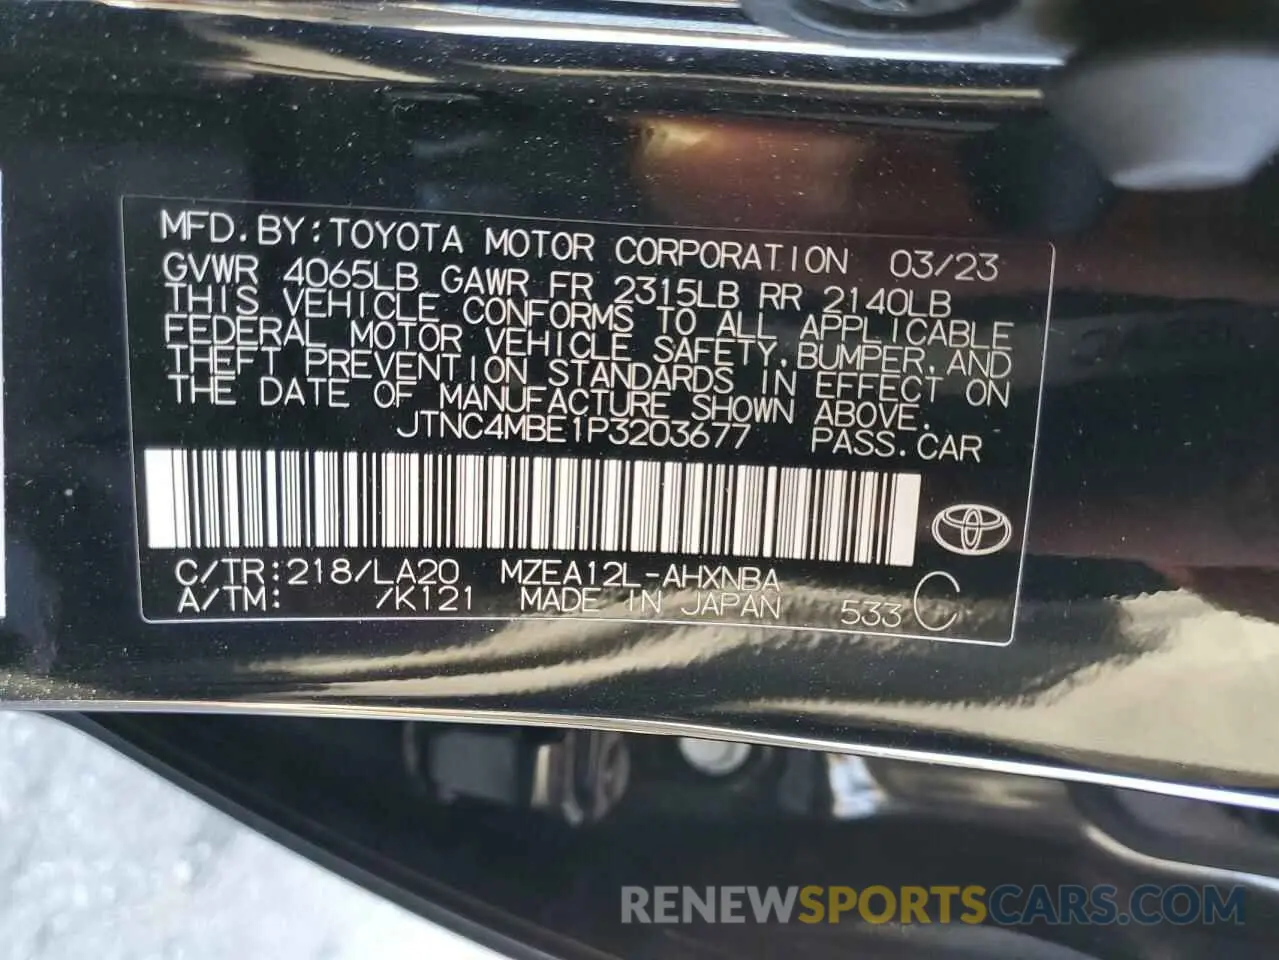 MFD.BY:TOYOTA MOTOR CORPORATION 03/23
GVWR 4065LB GAWR FR 2315LB RR 2140LB
THIS VEHICLE CONFORMS TO ALL APPLICABLE
FEDERAL MOTOR VEHICLE SAFETY,BUMPER,AND
THEFT PREVENTION STANDARDS IN EFFECT ON
THE DATE OF MANUFACTURE SHOWN ABOVE.
JTNC4MBE1P3203677 PASS.CAR
C/TR:218/LA20 MZEA12L-AHXNBA
A/TM: /K121 MADE IN JAPAN 533 C
RENEWSPORTSCARS.COM